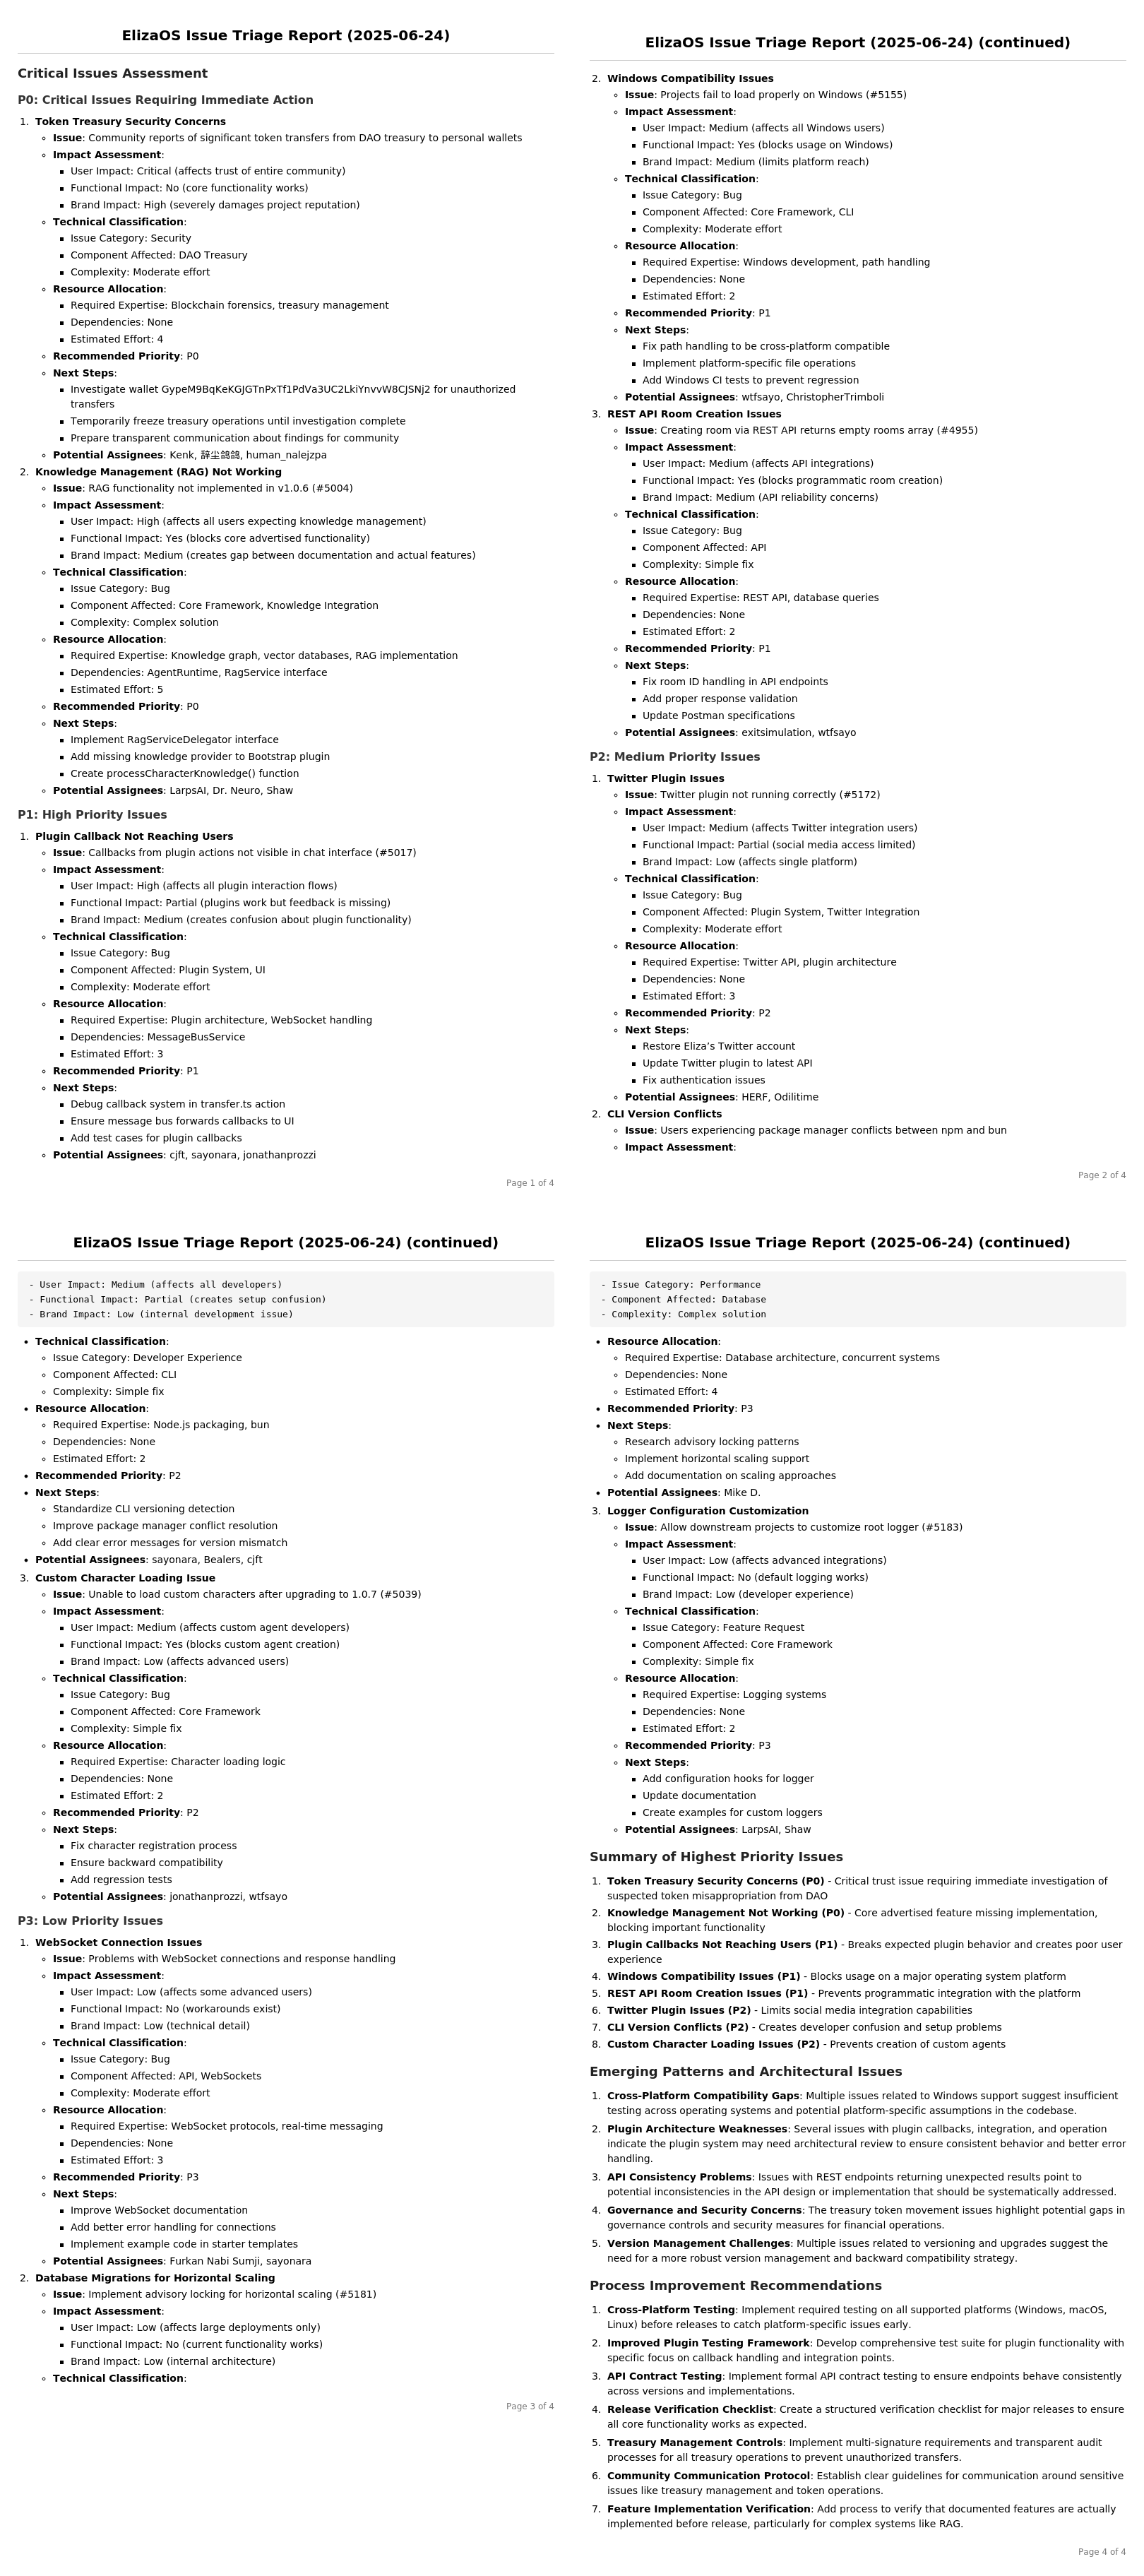 ElizaOS Issue Triage Report (2025-06-24)
Critical Issues Assessment
P0: Critical Issues Requiring Immediate Action
1. Token Treasury Security Concerns
◦ Issue: Community reports of significant token transfers from DAO treasury to personal wallets
◦ Impact Assessment:
▪ User Impact: Critical (affects trust of entire community)
▪ Functional Impact: No (core functionality works)
▪ Brand Impact: High (severely damages project reputation)
◦ Technical Classification:
▪ Issue Category: Security
▪ Component Affected: DAO Treasury
▪ Complexity: Moderate effort
◦ Resource Allocation:
▪ Required Expertise: Blockchain forensics, treasury management
▪ Dependencies: None
▪ Estimated Effort: 4
◦ Recommended Priority: P0
◦ Next Steps:
▪ Investigate wallet GypeM9BqKeKGJGTnPxTf1PdVa3UC2LkiYnvvW8CJSNj2 for unauthorized
transfers
▪ Temporarily freeze treasury operations until investigation complete
▪ Prepare transparent communication about findings for community
◦ Potential Assignees: Kenk, 辞尘鸽鸽, human_nalejzpa
2. Knowledge Management (RAG) Not Working
◦ Issue: RAG functionality not implemented in v1.0.6 (#5004)
◦ Impact Assessment:
▪ User Impact: High (affects all users expecting knowledge management)
▪ Functional Impact: Yes (blocks core advertised functionality)
▪ Brand Impact: Medium (creates gap between documentation and actual features)
◦ Technical Classification:
▪ Issue Category: Bug
▪ Component Affected: Core Framework, Knowledge Integration
▪ Complexity: Complex solution
◦ Resource Allocation:
▪ Required Expertise: Knowledge graph, vector databases, RAG implementation
▪ Dependencies: AgentRuntime, RagService interface
▪ Estimated Effort: 5
◦ Recommended Priority: P0
◦ Next Steps:
▪ Implement RagServiceDelegator interface
▪ Add missing knowledge provider to Bootstrap plugin
▪ Create processCharacterKnowledge() function
◦ Potential Assignees: LarpsAI, Dr. Neuro, Shaw
P1: High Priority Issues
1. Plugin Callback Not Reaching Users
◦ Issue: Callbacks from plugin actions not visible in chat interface (#5017)
◦ Impact Assessment:
▪ User Impact: High (affects all plugin interaction flows)
▪ Functional Impact: Partial (plugins work but feedback is missing)
▪ Brand Impact: Medium (creates confusion about plugin functionality)
◦ Technical Classification:
▪ Issue Category: Bug
▪ Component Affected: Plugin System, UI
▪ Complexity: Moderate effort
◦ Resource Allocation:
▪ Required Expertise: Plugin architecture, WebSocket handling
▪ Dependencies: MessageBusService
▪ Estimated Effort: 3
◦ Recommended Priority: P1
◦ Next Steps:
▪ Debug callback system in transfer.ts action
▪ Ensure message bus forwards callbacks to UI
▪ Add test cases for plugin callbacks
◦ Potential Assignees: cjft, sayonara, jonathanprozzi
Page 1 of 4
ElizaOS Issue Triage Report (2025-06-24) (continued)
2. Windows Compatibility Issues
◦ Issue: Projects fail to load properly on Windows (#5155)
◦ Impact Assessment:
▪ User Impact: Medium (affects all Windows users)
▪ Functional Impact: Yes (blocks usage on Windows)
▪ Brand Impact: Medium (limits platform reach)
◦ Technical Classification:
▪ Issue Category: Bug
▪ Component Affected: Core Framework, CLI
▪ Complexity: Moderate effort
◦ Resource Allocation:
▪ Required Expertise: Windows development, path handling
▪ Dependencies: None
▪ Estimated Effort: 2
◦ Recommended Priority: P1
◦ Next Steps:
▪ Fix path handling to be cross-platform compatible
▪ Implement platform-specific file operations
▪ Add Windows CI tests to prevent regression
◦ Potential Assignees: wtfsayo, ChristopherTrimboli
3. REST API Room Creation Issues
◦ Issue: Creating room via REST API returns empty rooms array (#4955)
◦ Impact Assessment:
▪ User Impact: Medium (affects API integrations)
▪ Functional Impact: Yes (blocks programmatic room creation)
▪ Brand Impact: Medium (API reliability concerns)
◦ Technical Classification:
▪ Issue Category: Bug
▪ Component Affected: API
▪ Complexity: Simple fix
◦ Resource Allocation:
▪ Required Expertise: REST API, database queries
▪ Dependencies: None
▪ Estimated Effort: 2
◦ Recommended Priority: P1
◦ Next Steps:
▪ Fix room ID handling in API endpoints
▪ Add proper response validation
▪ Update Postman specifications
◦ Potential Assignees: exitsimulation, wtfsayo
P2: Medium Priority Issues
1. Twitter Plugin Issues
◦ Issue: Twitter plugin not running correctly (#5172)
◦ Impact Assessment:
▪ User Impact: Medium (affects Twitter integration users)
▪ Functional Impact: Partial (social media access limited)
▪ Brand Impact: Low (affects single platform)
◦ Technical Classification:
▪ Issue Category: Bug
▪ Component Affected: Plugin System, Twitter Integration
▪ Complexity: Moderate effort
◦ Resource Allocation:
▪ Required Expertise: Twitter API, plugin architecture
▪ Dependencies: None
▪ Estimated Effort: 3
◦ Recommended Priority: P2
◦ Next Steps:
▪ Restore Eliza’s Twitter account
▪ Update Twitter plugin to latest API
▪ Fix authentication issues
◦ Potential Assignees: HERF, Odilitime
2. CLI Version Conflicts
◦ Issue: Users experiencing package manager conflicts between npm and bun
◦ Impact Assessment:
Page 2 of 4
ElizaOS Issue Triage Report (2025-06-24) (continued)
- User Impact: Medium (affects all developers)
- Functional Impact: Partial (creates setup confusion)
- Brand Impact: Low (internal development issue)
• Technical Classification:
◦ Issue Category: Developer Experience
◦ Component Affected: CLI
◦ Complexity: Simple fix
• Resource Allocation:
◦ Required Expertise: Node.js packaging, bun
◦ Dependencies: None
◦ Estimated Effort: 2
• Recommended Priority: P2
• Next Steps:
◦ Standardize CLI versioning detection
◦ Improve package manager conflict resolution
◦ Add clear error messages for version mismatch
• Potential Assignees: sayonara, Bealers, cjft
3. Custom Character Loading Issue
◦ Issue: Unable to load custom characters after upgrading to 1.0.7 (#5039)
◦ Impact Assessment:
▪ User Impact: Medium (affects custom agent developers)
▪ Functional Impact: Yes (blocks custom agent creation)
▪ Brand Impact: Low (affects advanced users)
◦ Technical Classification:
▪ Issue Category: Bug
▪ Component Affected: Core Framework
▪ Complexity: Simple fix
◦ Resource Allocation:
▪ Required Expertise: Character loading logic
▪ Dependencies: None
▪ Estimated Effort: 2
◦ Recommended Priority: P2
◦ Next Steps:
▪ Fix character registration process
▪ Ensure backward compatibility
▪ Add regression tests
◦ Potential Assignees: jonathanprozzi, wtfsayo
P3: Low Priority Issues
1. WebSocket Connection Issues
◦ Issue: Problems with WebSocket connections and response handling
◦ Impact Assessment:
▪ User Impact: Low (affects some advanced users)
▪ Functional Impact: No (workarounds exist)
▪ Brand Impact: Low (technical detail)
◦ Technical Classification:
▪ Issue Category: Bug
▪ Component Affected: API, WebSockets
▪ Complexity: Moderate effort
◦ Resource Allocation:
▪ Required Expertise: WebSocket protocols, real-time messaging
▪ Dependencies: None
▪ Estimated Effort: 3
◦ Recommended Priority: P3
◦ Next Steps:
▪ Improve WebSocket documentation
▪ Add better error handling for connections
▪ Implement example code in starter templates
◦ Potential Assignees: Furkan Nabi Sumji, sayonara
2. Database Migrations for Horizontal Scaling
◦ Issue: Implement advisory locking for horizontal scaling (#5181)
◦ Impact Assessment:
▪ User Impact: Low (affects large deployments only)
▪ Functional Impact: No (current functionality works)
▪ Brand Impact: Low (internal architecture)
◦ Technical Classification:
Page 3 of 4
ElizaOS Issue Triage Report (2025-06-24) (continued)
- Issue Category: Performance
- Component Affected: Database
- Complexity: Complex solution
• Resource Allocation:
◦ Required Expertise: Database architecture, concurrent systems
◦ Dependencies: None
◦ Estimated Effort: 4
• Recommended Priority: P3
• Next Steps:
◦ Research advisory locking patterns
◦ Implement horizontal scaling support
◦ Add documentation on scaling approaches
• Potential Assignees: Mike D.
3. Logger Configuration Customization
◦ Issue: Allow downstream projects to customize root logger (#5183)
◦ Impact Assessment:
▪ User Impact: Low (affects advanced integrations)
▪ Functional Impact: No (default logging works)
▪ Brand Impact: Low (developer experience)
◦ Technical Classification:
▪ Issue Category: Feature Request
▪ Component Affected: Core Framework
▪ Complexity: Simple fix
◦ Resource Allocation:
▪ Required Expertise: Logging systems
▪ Dependencies: None
▪ Estimated Effort: 2
◦ Recommended Priority: P3
◦ Next Steps:
▪ Add configuration hooks for logger
▪ Update documentation
▪ Create examples for custom loggers
◦ Potential Assignees: LarpsAI, Shaw
Summary of Highest Priority Issues
1. Token Treasury Security Concerns (P0) - Critical trust issue requiring immediate investigation of
suspected token misappropriation from DAO
2. Knowledge Management Not Working (P0) - Core advertised feature missing implementation,
blocking important functionality
3. Plugin Callbacks Not Reaching Users (P1) - Breaks expected plugin behavior and creates poor user
experience
4. Windows Compatibility Issues (P1) - Blocks usage on a major operating system platform
5. REST API Room Creation Issues (P1) - Prevents programmatic integration with the platform
6. Twitter Plugin Issues (P2) - Limits social media integration capabilities
7. CLI Version Conflicts (P2) - Creates developer confusion and setup problems
8. Custom Character Loading Issues (P2) - Prevents creation of custom agents
Emerging Patterns and Architectural Issues
1. Cross-Platform Compatibility Gaps: Multiple issues related to Windows support suggest insufficient
testing across operating systems and potential platform-specific assumptions in the codebase.
2. Plugin Architecture Weaknesses: Several issues with plugin callbacks, integration, and operation
indicate the plugin system may need architectural review to ensure consistent behavior and better error
handling.
3. API Consistency Problems: Issues with REST endpoints returning unexpected results point to
potential inconsistencies in the API design or implementation that should be systematically addressed.
4. Governance and Security Concerns: The treasury token movement issues highlight potential gaps in
governance controls and security measures for financial operations.
5. Version Management Challenges: Multiple issues related to versioning and upgrades suggest the
need for a more robust version management and backward compatibility strategy.
Process Improvement Recommendations
1. Cross-Platform Testing: Implement required testing on all supported platforms (Windows, macOS,
Linux) before releases to catch platform-specific issues early.
2. Improved Plugin Testing Framework: Develop comprehensive test suite for plugin functionality with
specific focus on callback handling and integration points.
3. API Contract Testing: Implement formal API contract testing to ensure endpoints behave consistently
across versions and implementations.
4. Release Verification Checklist: Create a structured verification checklist for major releases to ensure
all core functionality works as expected.
5. Treasury Management Controls: Implement multi-signature requirements and transparent audit
processes for all treasury operations to prevent unauthorized transfers.
6. Community Communication Protocol: Establish clear guidelines for communication around sensitive
issues like treasury management and token operations.
7. Feature Implementation Verification: Add process to verify that documented features are actually
implemented before release, particularly for complex systems like RAG.
Page 4 of 4